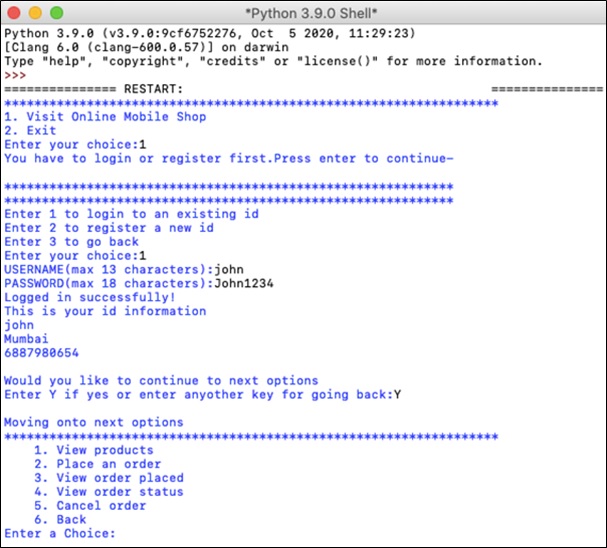 *Python 3.9.0 Shell*
Python 3.9.0 (v3.9.0:9cf6752276, Oct  5 2020, 11:29:23)
[Clang 6.0 (clang-600.0.57)] on darwin
Type "help", "copyright", "credits" or "license()" for more information.
>>>
=============== RESTART: ===============
******************************************************************
1. Visit Online Mobile Shop
2. Exit
Enter your choice:1
You have to login or register first.Press enter to continue-
************************************************************
************************************************************
Enter 1 to login to an existing id
Enter 2 to register a new id
Enter 3 to go back
Enter your choice:1
USERNAME(max 13 characters):john
PASSWORD(max 18 characters):John1234
Logged in successfully!
This is your id information
john
Mumbai
6887980654
Would you like to continue to next options
Enter Y if yes or enter anyother key for going back:Y
Moving onto next options
******************************************************************
1. View products
2. Place an order
3. View order placed
4. View order status
5. Cancel order
6. Back
Enter a Choice: